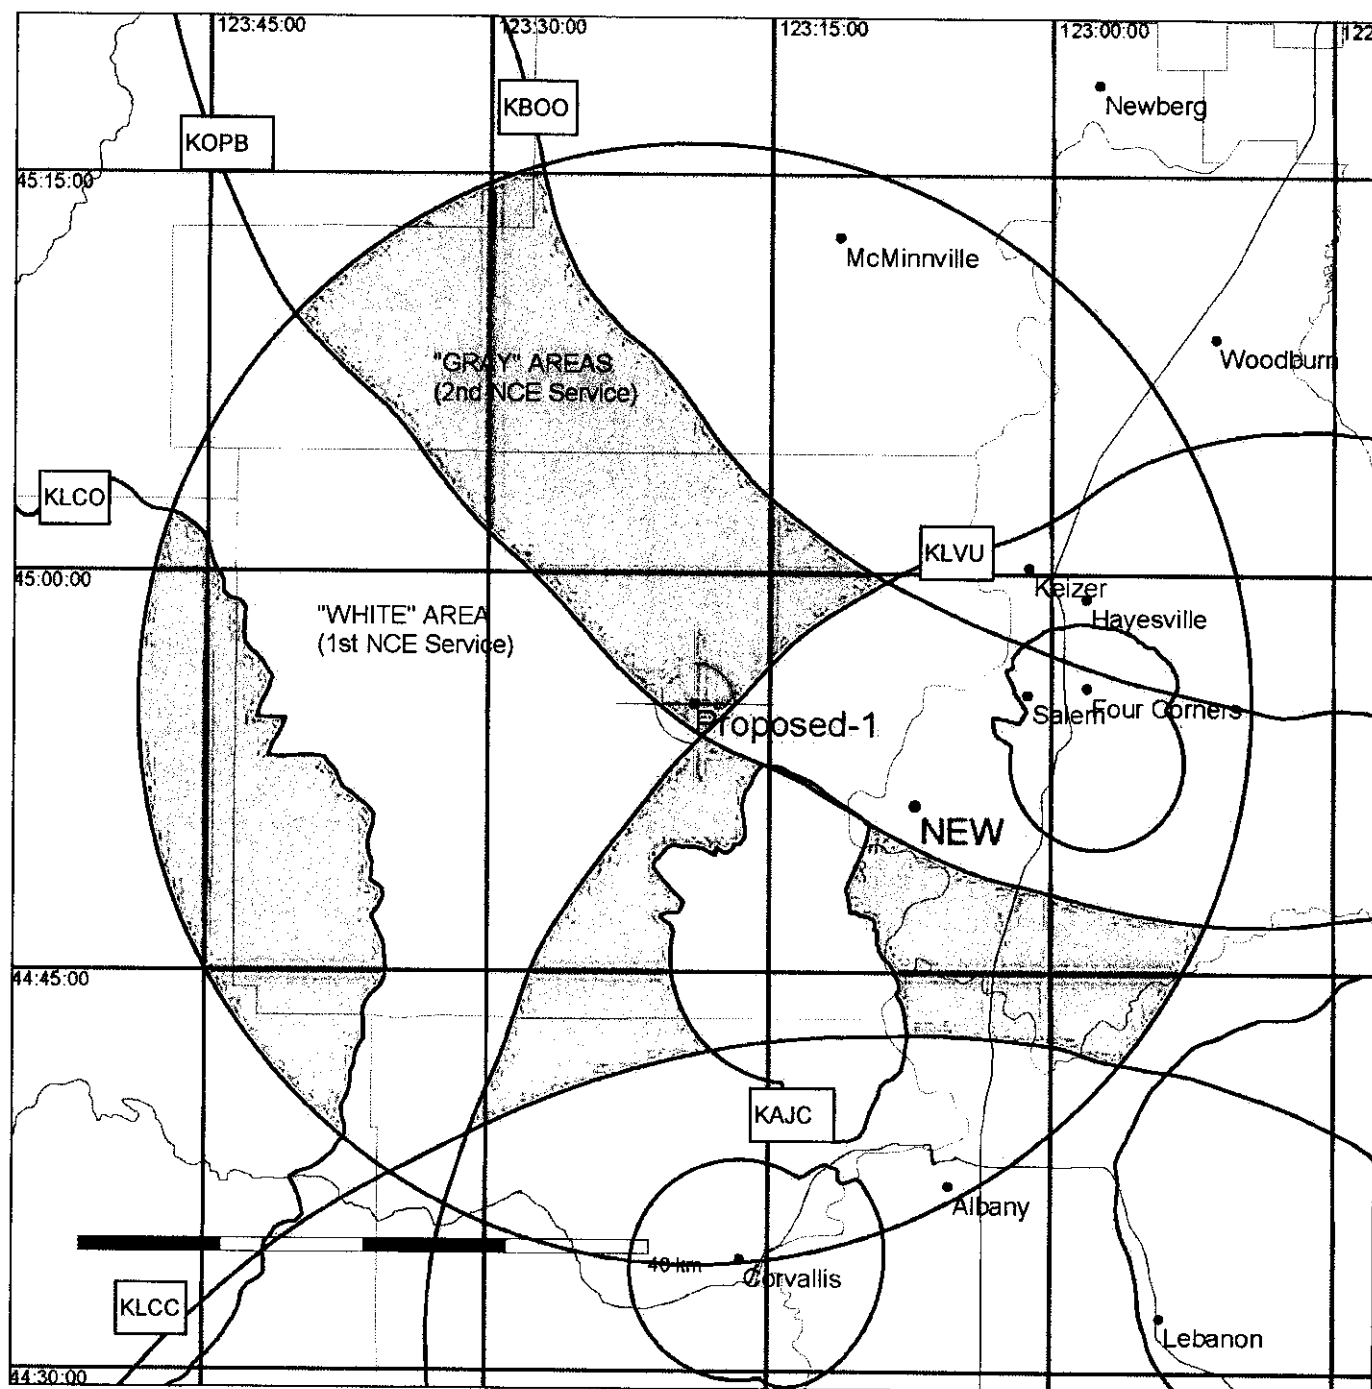 123:45:00
123:30:00
123:15:00
123:00:00
122
KBOO
Newberg
KOPB
45:15:00
McMinnville
Woodburn
"GRAY" AREAS
(2nd NCE Service)
KLCO
KLVU
45:00:00
Keizer
"WHITE" AREA
(1st NCE Service)
Hayesville
Salem
Four Corners
Proposed-1
NEW
44:45:00
KAJC
Albany
40 km
Corvallis
KLCC
Lebanon
44:30:00